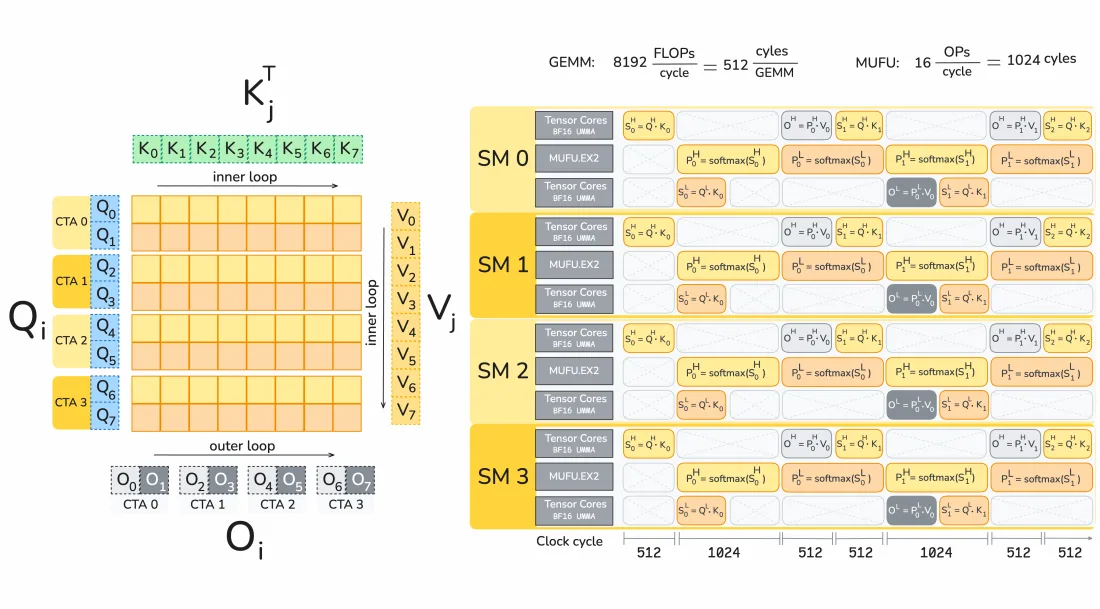 GEMM: 8192 FLOPs/cycle = 512 cyles/GEMM
MUFU: 16 OPs/cycle = 1024 cyles
K_j^T
K₀ K₁ K₂ K₃ K₄ K₅ K₆ K₇
inner loop
Q_i
CTA 0 Q₀ Q₁
CTA 1 Q₂ Q₃
CTA 2 Q₄ Q₅
CTA 3 Q₆ Q₇
V₀
V₁
V₂
V₃
V₄
V₅
V₆
V₇
inner loop
V_j
outer loop
O₀ O₁ O₂ O₃ O₄ O₅ O₆ O₇
CTA 0 CTA 1 CTA 2 CTA 3
O_i
SM 0
Tensor Cores
BF16 UMMA
S₀^H = Q^H · K₀ O^H = P₀^H · V₀ S₁^H = Q^H · K₁ O^H = P₁^H · V₁ S₂^H = Q^H · K₂
MUFU.EX2
P₀^H = softmax(S₀^H) P₀^L = softmax(S₀^L) P₁^H = softmax(S₁^H) P₁^L = softmax(S₁^L)
Tensor Cores
BF16 UMMA
S₀^L = Q^L · K₀ O^L = P₀^L · V₀ S₁^L = Q^L · K₁
SM 1
Tensor Cores
BF16 UMMA
S₀^H = Q^H · K₀ O^H = P₀^H · V₀ S₁^H = Q^H · K₁ O^H = P₁^H · V₁ S₂^H = Q^H · K₂
MUFU.EX2
P₀^H = softmax(S₀^H) P₀^L = softmax(S₀^L) P₁^H = softmax(S₁^H) P₁^L = softmax(S₁^L)
Tensor Cores
BF16 UMMA
S₀^L = Q^L · K₀ O^L = P₀^L · V₀ S₁^L = Q^L · K₁
SM 2
Tensor Cores
BF16 UMMA
S₀^H = Q^H · K₀ O^H = P₀^H · V₀ S₁^H = Q^H · K₁ O^H = P₁^H · V₁ S₂^H = Q^H · K₂
MUFU.EX2
P₀^H = softmax(S₀^H) P₀^L = softmax(S₀^L) P₁^H = softmax(S₁^H) P₁^L = softmax(S₁^L)
Tensor Cores
BF16 UMMA
S₀^L = Q^L · K₀ O^L = P₀^L · V₀ S₁^L = Q^L · K₁
SM 3
Tensor Cores
BF16 UMMA
S₀^H = Q^H · K₀ O^H = P₀^H · V₀ S₁^H = Q^H · K₁ O^H = P₁^H · V₁ S₂^H = Q^H · K₂
MUFU.EX2
P₀^H = softmax(S₀^H) P₀^L = softmax(S₀^L) P₁^H = softmax(S₁^H) P₁^L = softmax(S₁^L)
Tensor Cores
BF16 UMMA
S₀^L = Q^L · K₀ O^L = P₀^L · V₀ S₁^L = Q^L · K₁
Clock cycle
512 1024 512 512 1024 512 512